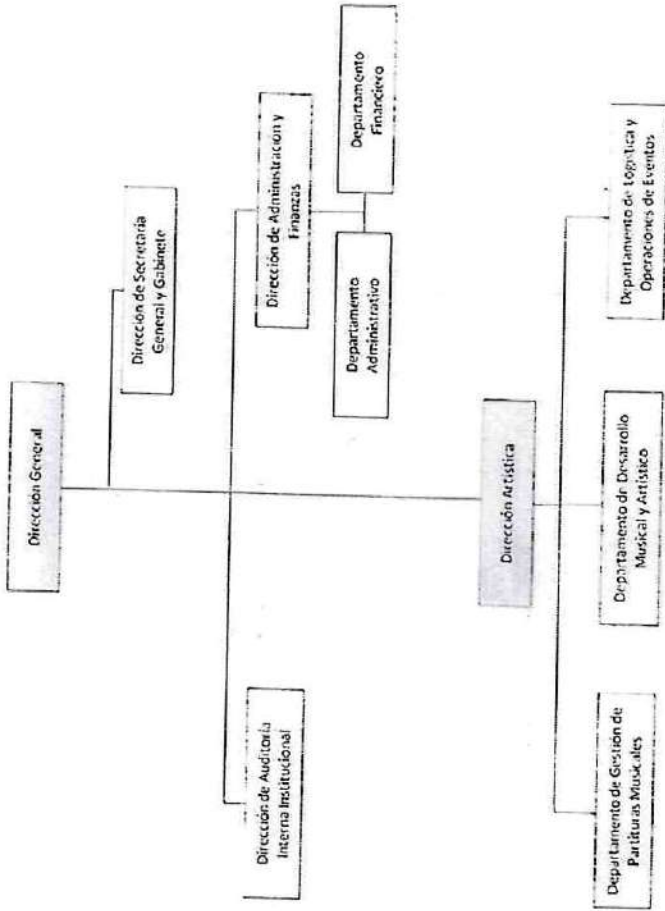 Dirección General
Dirección de Secretaría
General y Gabinete
Dirección de Auditoría
Interna Institucional
Dirección de Administración y
Finanzas
Departamento
Administrativo
Departamento
Financiero
Dirección Artística
Departamento de Gestión de
Partituras Musicales
Departamento de Desarrollo
Musical y Artístico
Departamento de Logística y
Operaciones de Eventos